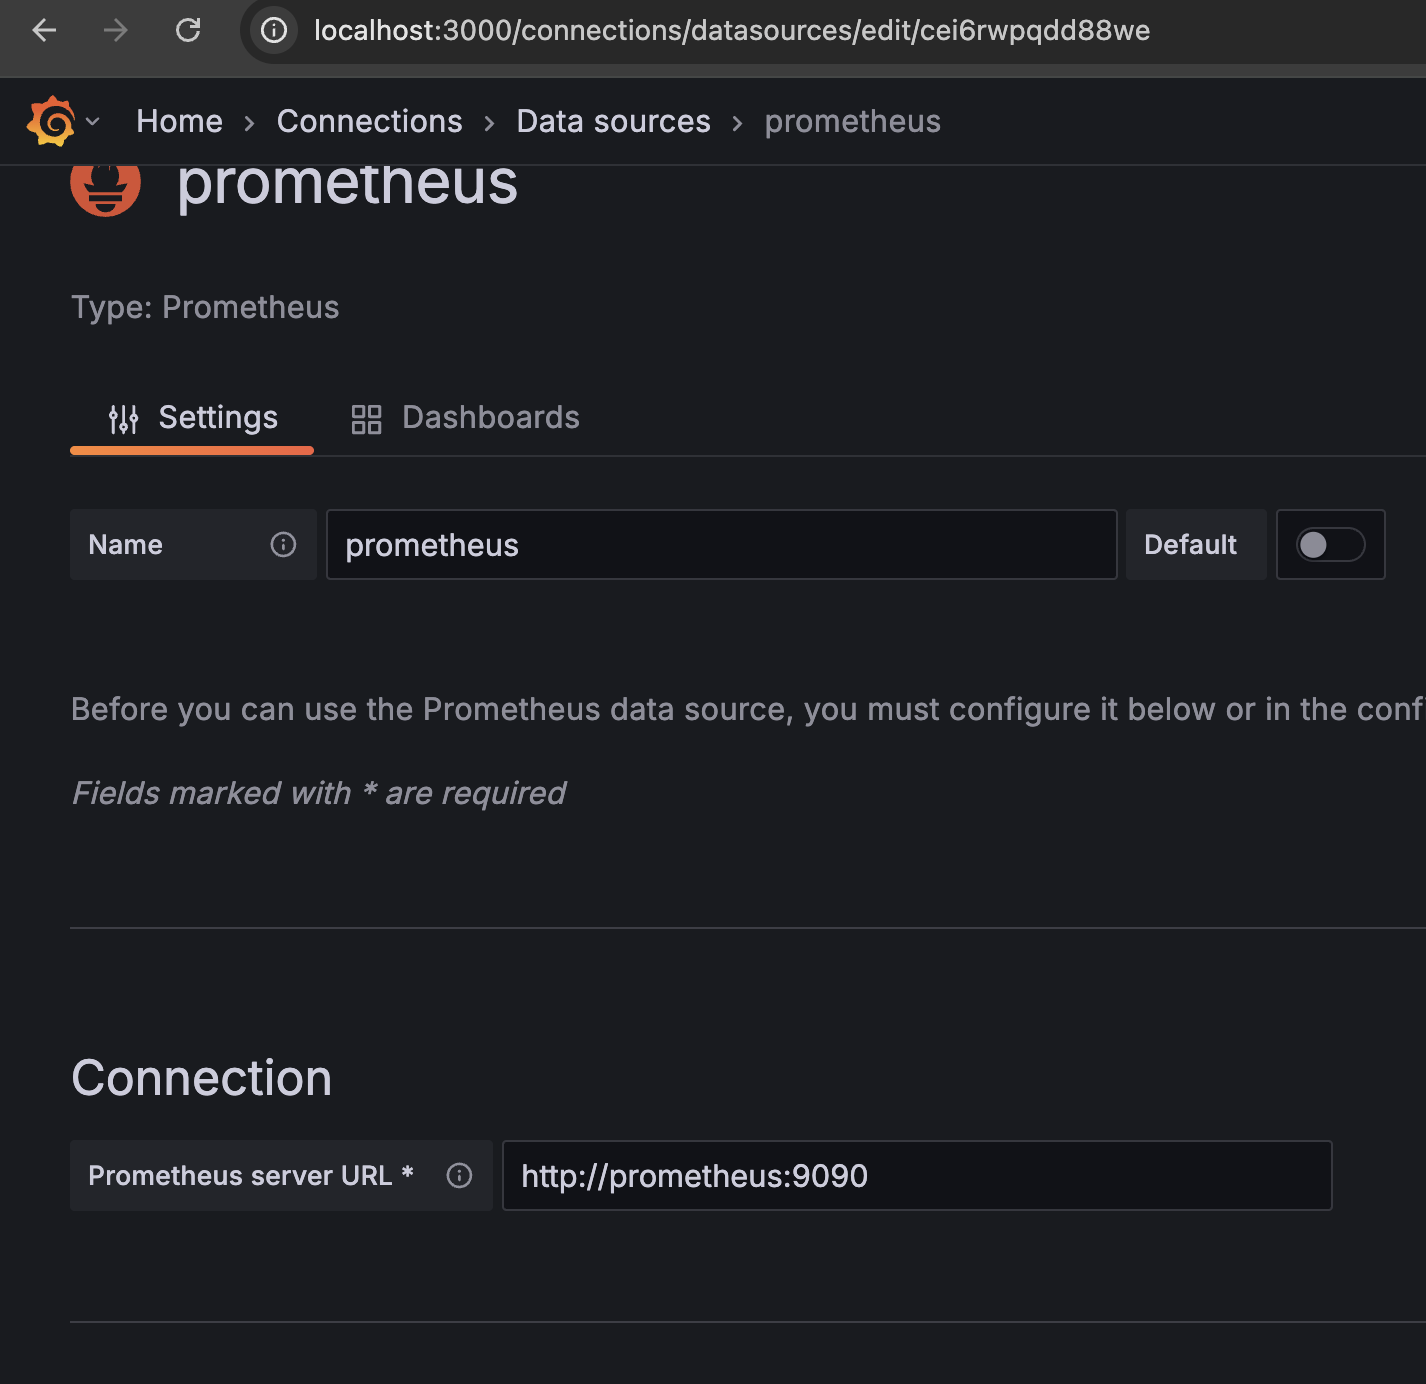 localhost:3000/connections/datasources/edit/cei6rwpqdd88we
Home > Connections > Data sources > prometheus
prometheus
Type: Prometheus
Settings Dashboards
Name prometheus Default
Before you can use the Prometheus data source, you must configure it below or in the conf
Fields marked with * are required
Connection
Prometheus server URL * http://prometheus:9090